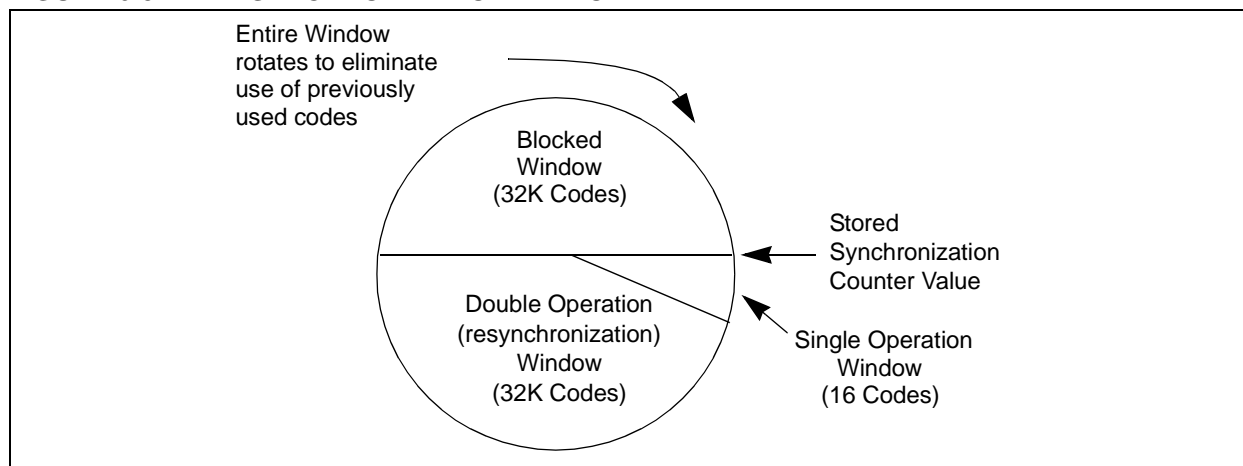 Entire Window
rotates to eliminate
use of previously
used codes
Blocked
Window
(32K Codes)
Stored
Synchronization
Counter Value
Double Operation
(resynchronization)
Window
(32K Codes)
Single Operation
Window
(16 Codes)